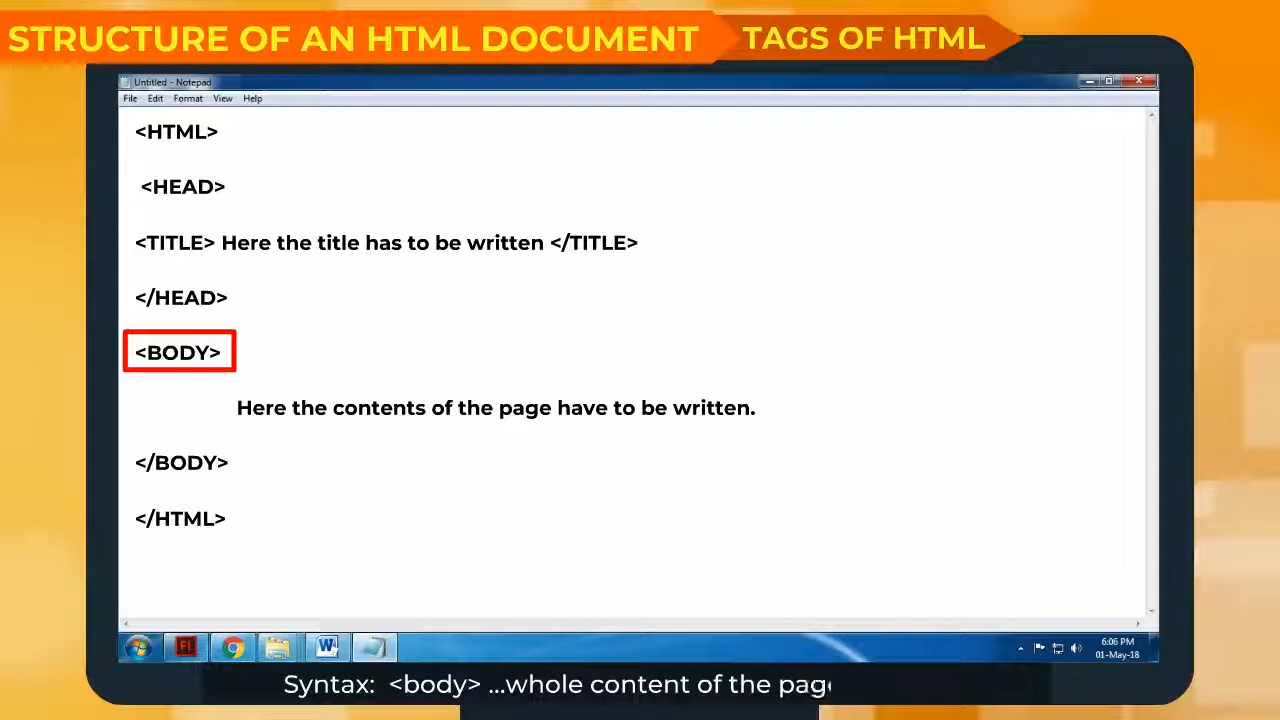 STRUCTURE OF AN HTML DOCUMENT
TAGS OF HTML
Untitled - Notepad
File Edit Format View Help
<HTML>
<HEAD>
<TITLE> Here the title has to be written </TITLE>
</HEAD>
<BODY>
Here the contents of the page have to be written.
</BODY>
</HTML>
Fl
W
6:06 PM
01-May-18
Syntax: <body> ...whole content of the page